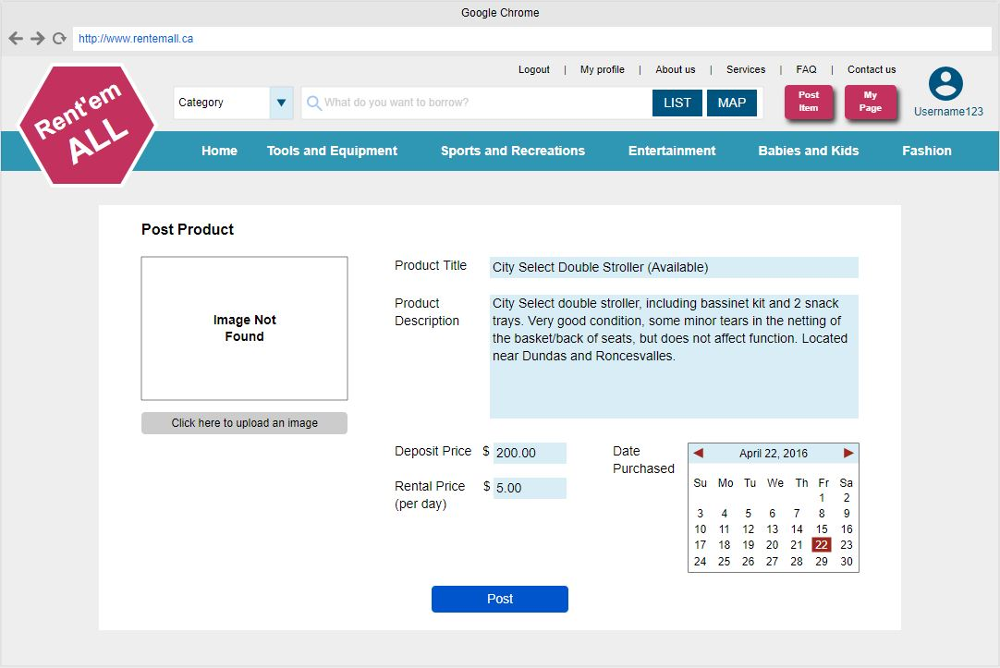 Google Chrome
http://www.rentemall.ca
Logout | My profile | About us | Services | FAQ | Contact us
Rent'em
ALL
Category
What do you want to borrow?
LIST
MAP
Post
Item
My
Page
Username123
Home Tools and Equipment Sports and Recreations Entertainment Babies and Kids Fashion
Post Product
Image Not
Found
Click here to upload an image
Product Title
City Select Double Stroller (Available)
Product
Description
City Select double stroller, including bassinet kit and 2 snack
trays. Very good condition, some minor tears in the netting of
the basket/back of seats, but does not affect function. Located
near Dundas and Roncesvalles.
Deposit Price $ 200.00
Rental Price $ 5.00
(per day)
Date
Purchased
April 22, 2016
Su Mo Tu We Th Fr Sa
1 2
3 4 5 6 7 8 9
10 11 12 13 14 15 16
17 18 19 20 21 22 23
24 25 26 27 28 29 30
Post